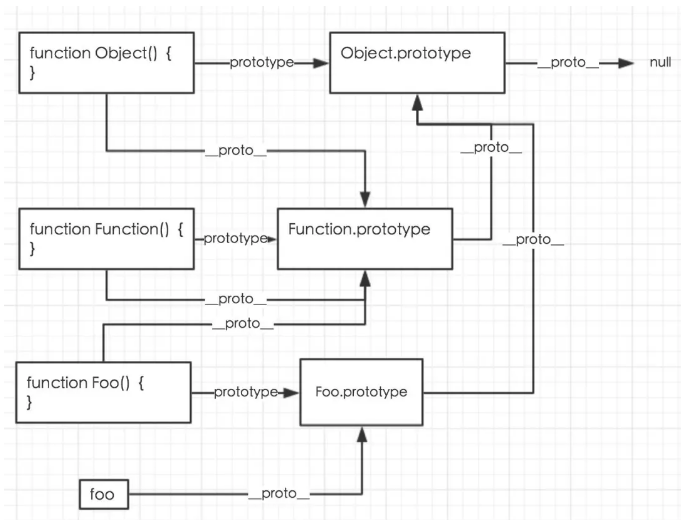 function Object() {
}
prototype
Object.prototype
__proto__
null
__proto__
__proto__
function Function() {
}
prototype
Function.prototype
__proto__
__proto__
__proto__
function Foo() {
}
prototype
Foo.prototype
foo
__proto__